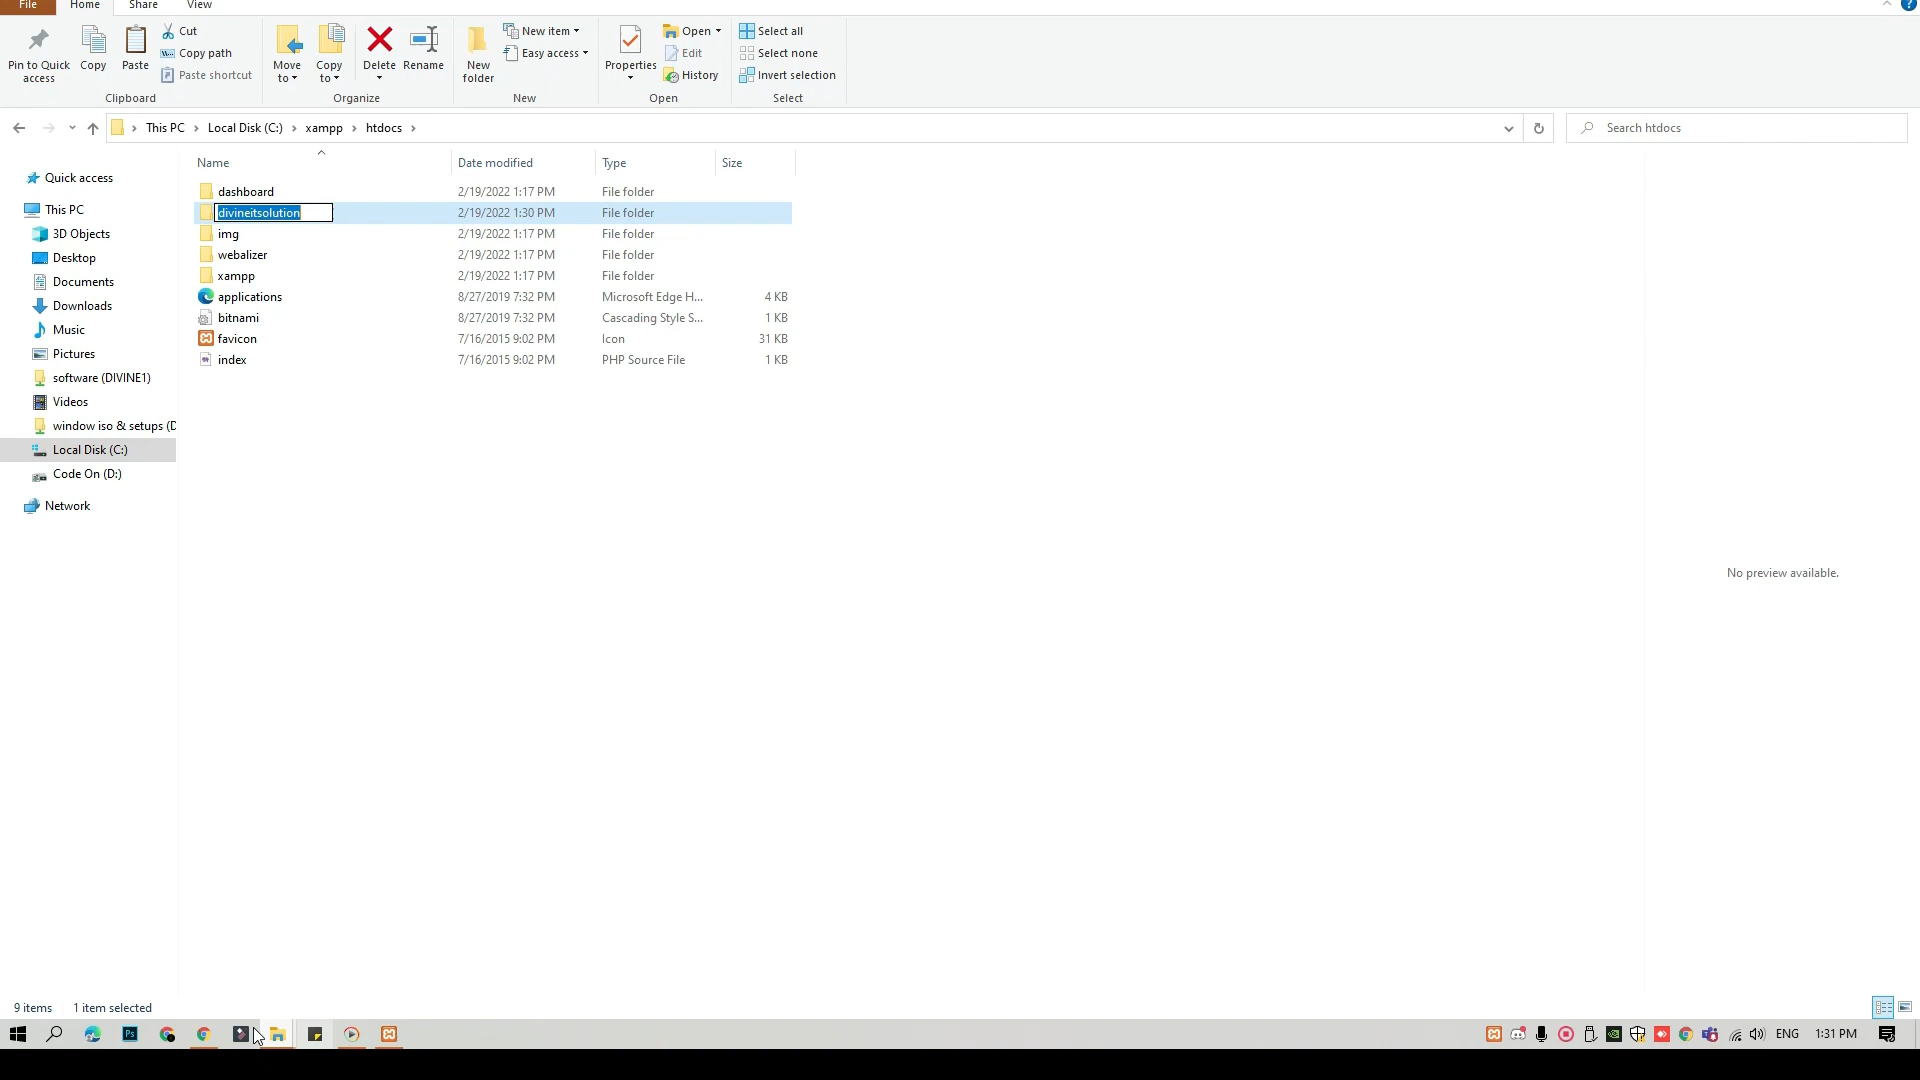 File Home Share View
Pin to Quick access
Copy
Paste
Cut
Copy path
Paste shortcut
Clipboard
Move to
Copy to
Delete
Rename
Organize
New folder
New item
Easy access
New
Properties
Open
Edit
History
Open
Select all
Select none
Invert selection
Select
This PC Local Disk (C:) xampp htdocs
Search htdocs
Name Date modified Type Size
dashboard 2/19/2022 1:17 PM File folder
divineitsolution 2/19/2022 1:30 PM File folder
img 2/19/2022 1:17 PM File folder
webalizer 2/19/2022 1:17 PM File folder
xampp 2/19/2022 1:17 PM File folder
applications 8/27/2019 7:32 PM Microsoft Edge H... 4 KB
bitnami 8/27/2019 7:32 PM Cascading Style S... 1 KB
favicon 7/16/2015 9:02 PM Icon 31 KB
index 7/16/2015 9:02 PM PHP Source File 1 KB
Quick access
This PC
3D Objects
Desktop
Documents
Downloads
Music
Pictures
software (DIVINE1)
Videos
window iso & setups (D
Local Disk (C:)
Code On (D:)
Network
No preview available.
9 items 1 item selected
Ps
ENG 1:31 PM